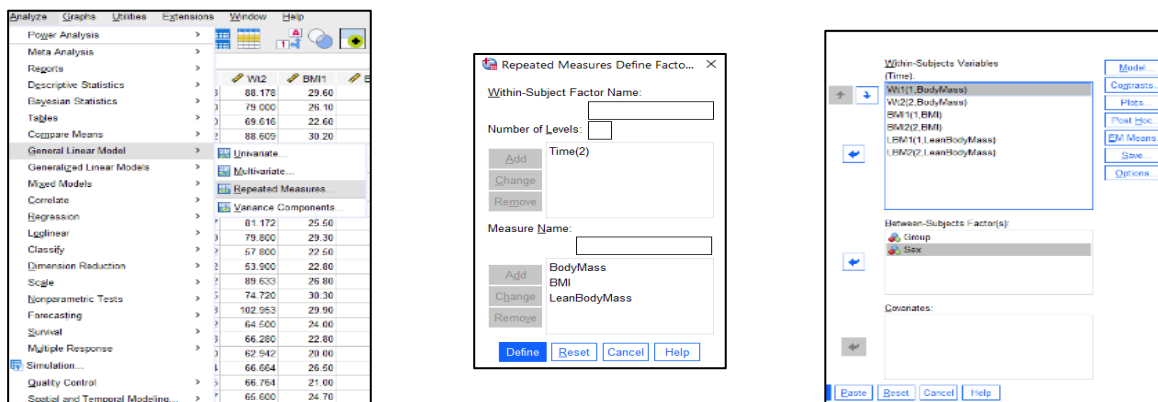 Analyze Graphs Utilities Extensions Window Help
Power Analysis >
Meta Analysis >
Reports >
Descriptive Statistics >
Bayesian Statistics >
Tables >
Compare Means >
General Linear Model >
Generalized Linear Models >
Mixed Models >
Correlate >
Regression >
Loglinear >
Classify >
Dimension Reduction >
Scale >
Nonparametric Tests >
Forecasting >
Survival >
Multiple Response >
Simulation...
Quality Control >
Spatial and Temporal Modeling... >
Univariate...
Multivariate...
Repeated Measures...
Variance Components...
Wt2 BMI1
88.178 29.60
79.000 26.10
69.616 22.60
88.609 30.20
81.172 25.50
79.800 29.30
57.800 22.50
53.900 22.80
89.633 26.80
74.720 30.30
102.953 29.90
64.500 24.00
66.280 22.80
62.942 20.00
66.664 26.50
66.764 21.00
65.600 24.70
Repeated Measures Define Facto... ×
Within-Subject Factor Name:
Number of Levels:
Add
Change
Remove
Time(2)
Measure Name:
Add
Change
Remove
BodyMass
BMI
LeanBodyMass
Define Reset Cancel Help
Within-Subjects Variables
(Time):
Wt1(1,BodyMass)
Wt2(2,BodyMass)
BMI1(1,BMI)
BMI2(2,BMI)
LBM1(1,LeanBodyMass)
LBM2(2,LeanBodyMass)
Between-Subjects Factor(s):
Group
Sex
Covariates:
Model...
Contrasts...
Plots...
Post Hoc...
EM Means...
Save...
Options...
Paste Reset Cancel Help